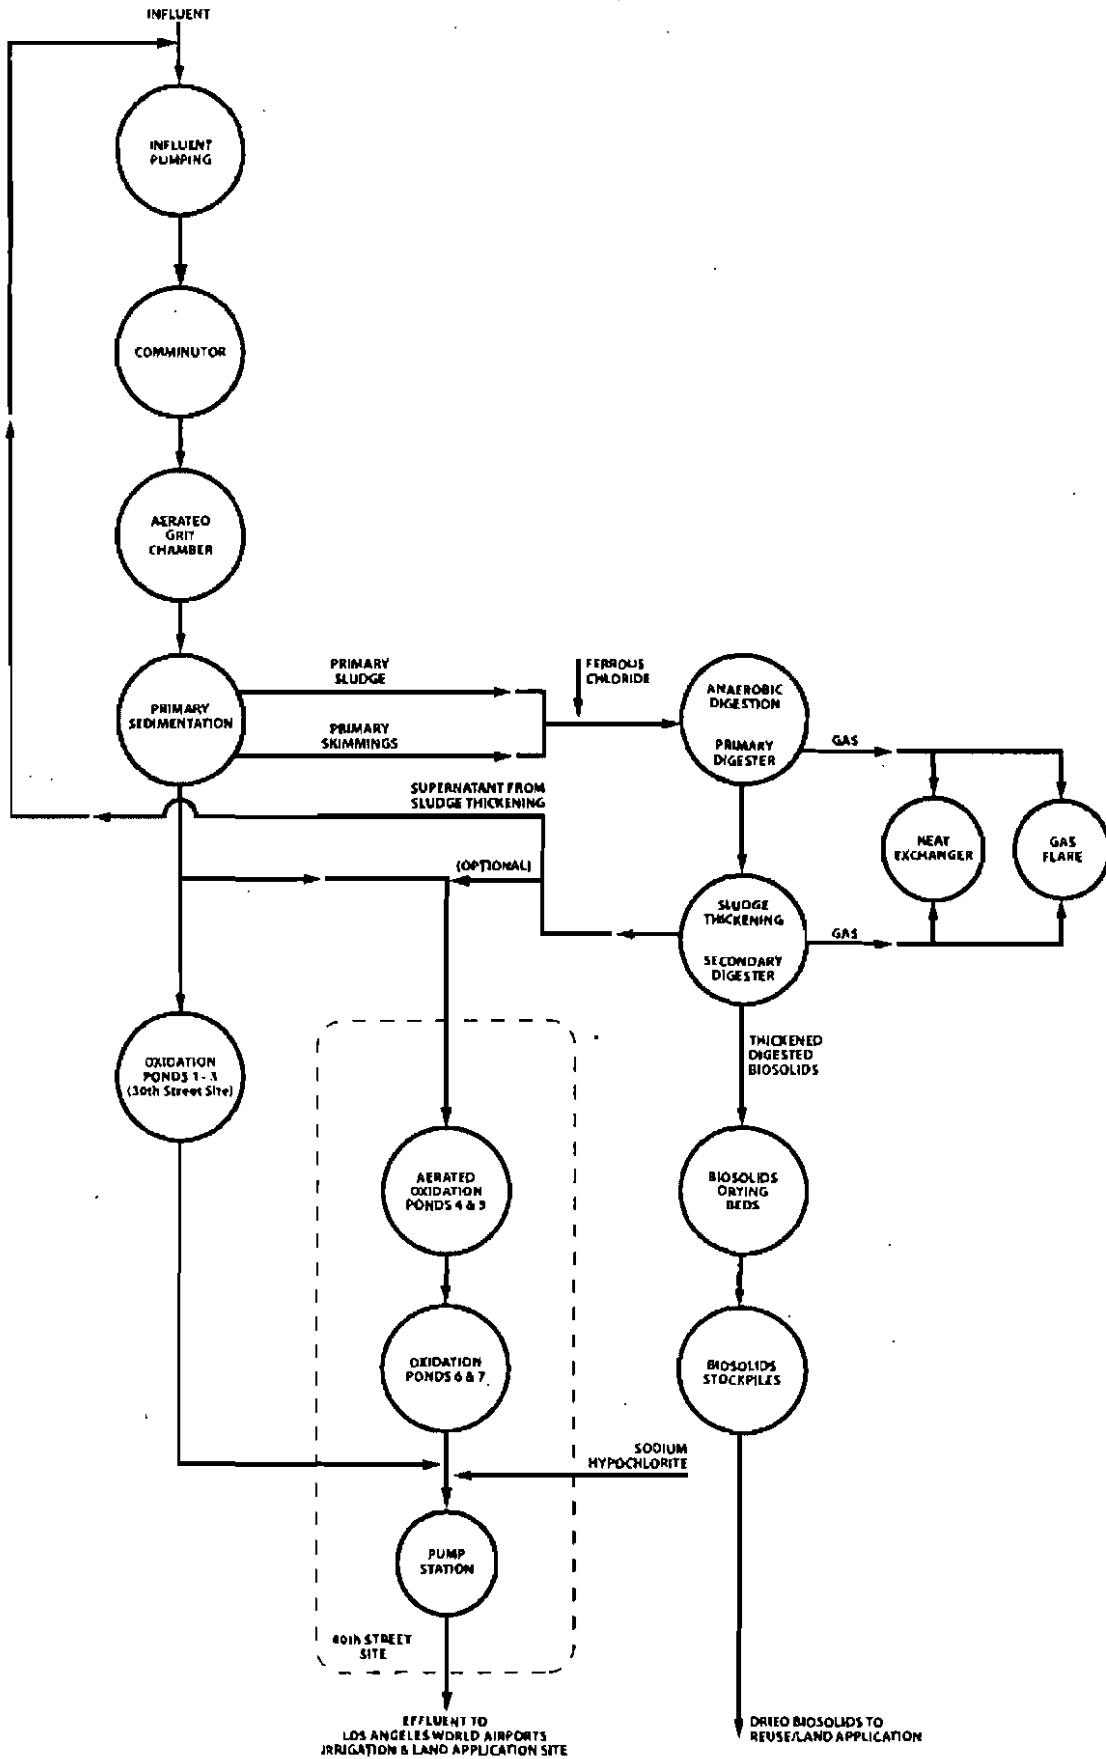 INFLUENT
INFLUENT
PUMPING
COMMINUTOR
AERATED
GRIT
CHAMBER
PRIMARY
SEDIMENTATION
PRIMARY
SLUDGE
PRIMARY
SKIMMINGS
FERROUS
CHLORIDE
ANAEROBIC
DIGESTION
PRIMARY
DIGESTER
GAS
SUPERNATANT FROM
SLUDGE THICKENING
HEAT
EXCHANGER
GAS
FLARE
(OPTIONAL)
SLUDGE
THICKENING
SECONDARY
DIGESTER
GAS
OXIDATION
PONDS 1 - 3
(30th Street Site)
THICKENED
DIGESTED
BIOSOLIDS
AERATED
OXIDATION
PONDS 4 & 5
BIOSOLIDS
DRYING
BEDS
OXIDATION
PONDS 6 & 7
BIOSOLIDS
STOCKPILES
SODIUM
HYPOCHLORITE
PUMP
STATION
40th STREET
SITE
EFFLUENT TO
LOS ANGELES WORLD AIRPORTS
IRRIGATION & LAND APPLICATION SITE
DRIED BIOSOLIDS TO
REUSE/LAND APPLICATION